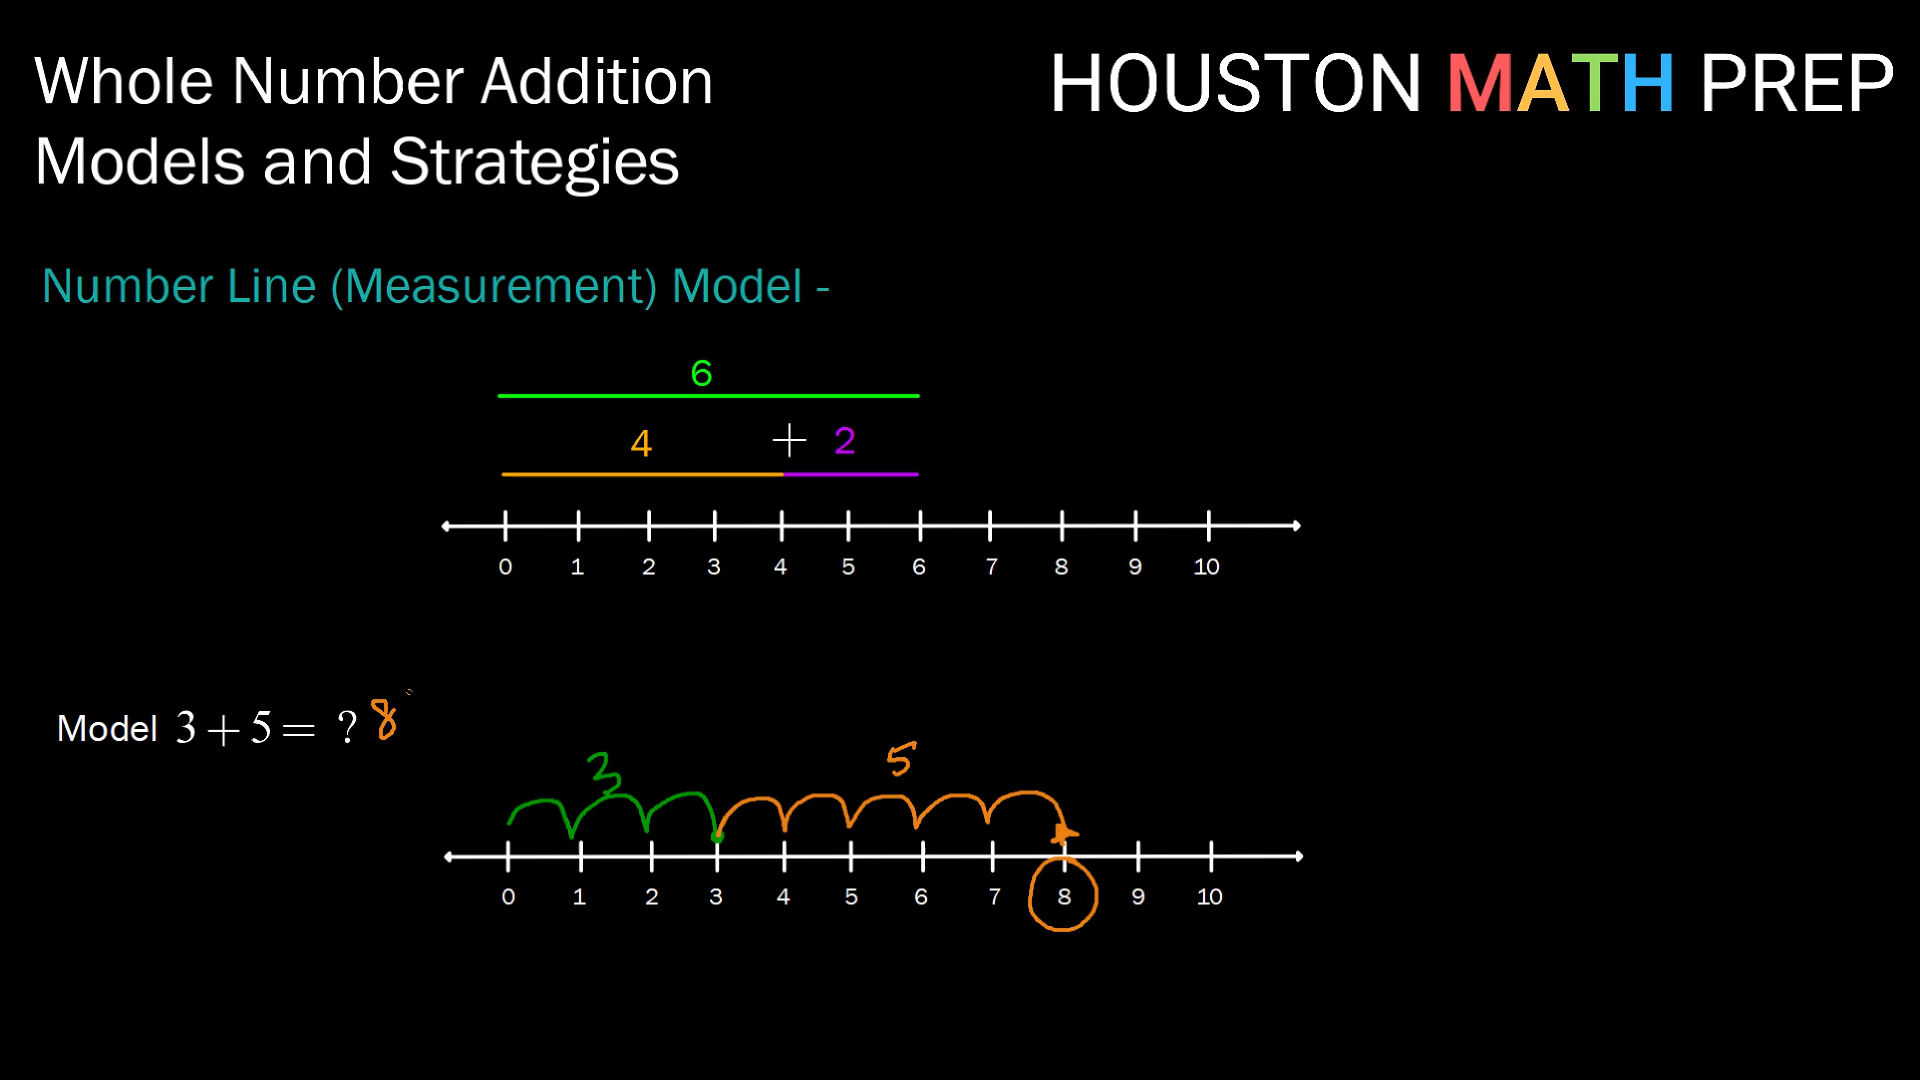 Whole Number Addition
Models and Strategies
HOUSTON MATH PREP
Number Line (Measurement) Model -
6
4 + 2
0 1 2 3 4 5 6 7 8 9 10
Model 3 + 5 = ? 8
3 5
0 1 2 3 4 5 6 7 8 9 10